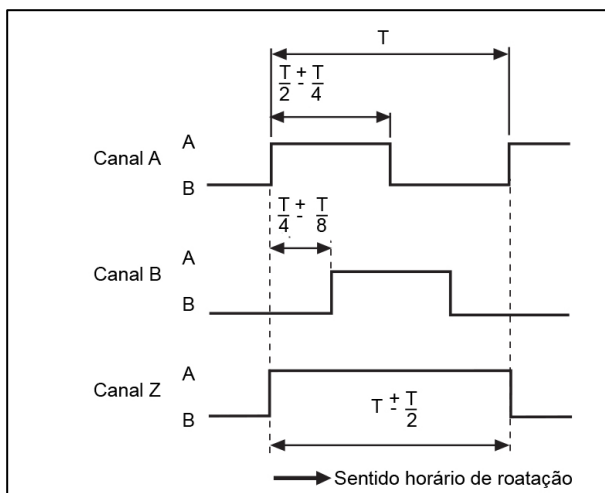 T
T/2 ± T/4
Canal A
A
B
T/4 ± T/8
Canal B
A
B
Canal Z
A
B
T ± T/2
Sentido horário de roatação